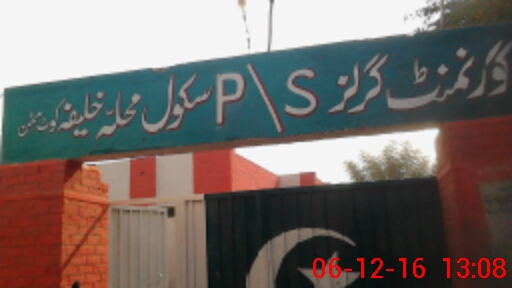 گورنمنٹ گرلز P\S سکول محلہ خلیفہ کوٹ مٹھن
06-12-16 13:08